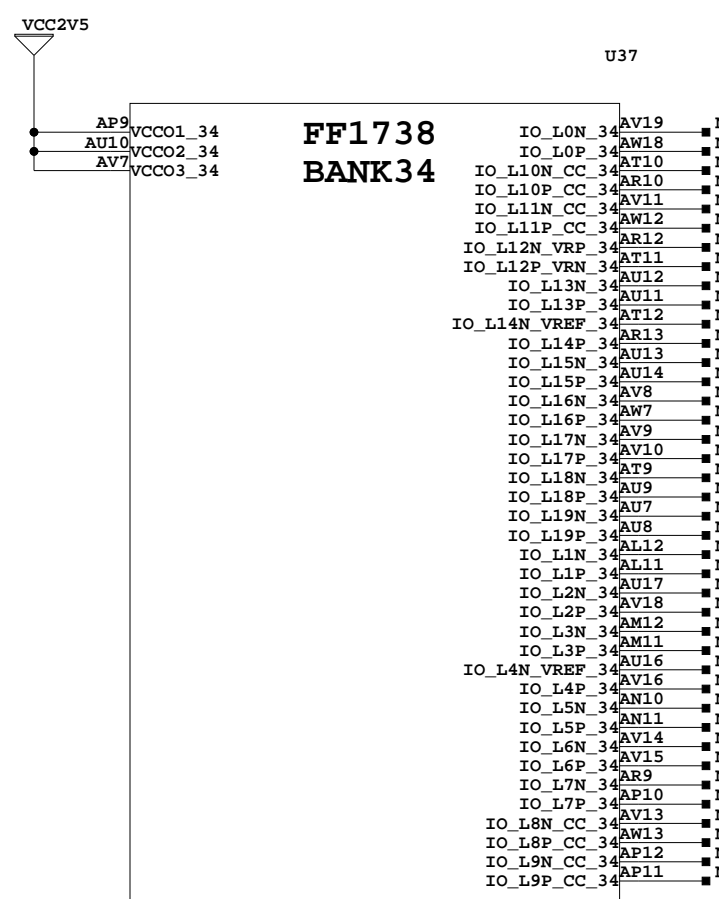 VCC2V5
U37
FF1738
BANK34
AP9 VCCO1_34
AU10 VCCO2_34
AV7 VCCO3_34
IO_L0N_34 AV19
IO_L0P_34 AW18
IO_L10N_CC_34 AT10
IO_L10P_CC_34 AR10
IO_L11N_CC_34 AV11
IO_L11P_CC_34 AW12
IO_L12N_VRP_34 AR12
IO_L12P_VRN_34 AT11
IO_L13N_34 AU12
IO_L13P_34 AU11
IO_L14N_VREF_34 AT12
IO_L14P_34 AR13
IO_L15N_34 AU13
IO_L15P_34 AU14
IO_L16N_34 AV8
IO_L16P_34 AW7
IO_L17N_34 AV9
IO_L17P_34 AV10
IO_L18N_34 AT9
IO_L18P_34 AU9
IO_L19N_34 AU7
IO_L19P_34 AU8
IO_L1N_34 AL12
IO_L1P_34 AL11
IO_L2N_34 AU17
IO_L2P_34 AV18
IO_L3N_34 AM12
IO_L3P_34 AM11
IO_L4N_VREF_34 AU16
IO_L4P_34 AV16
IO_L5N_34 AN10
IO_L5P_34 AN11
IO_L6N_34 AV14
IO_L6P_34 AV15
IO_L7N_34 AR9
IO_L7P_34 AP10
IO_L8N_CC_34 AV13
IO_L8P_CC_34 AW13
IO_L9N_CC_34 AP12
IO_L9P_CC_34 AP11